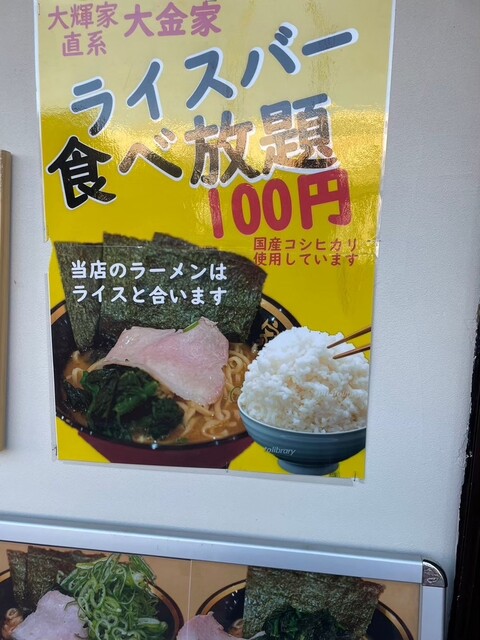 大輝家
直系
大金家
ライスバー
食べ放題
100円
国産コシヒカリ
使用しています
当店のラーメンは
ライスと合います